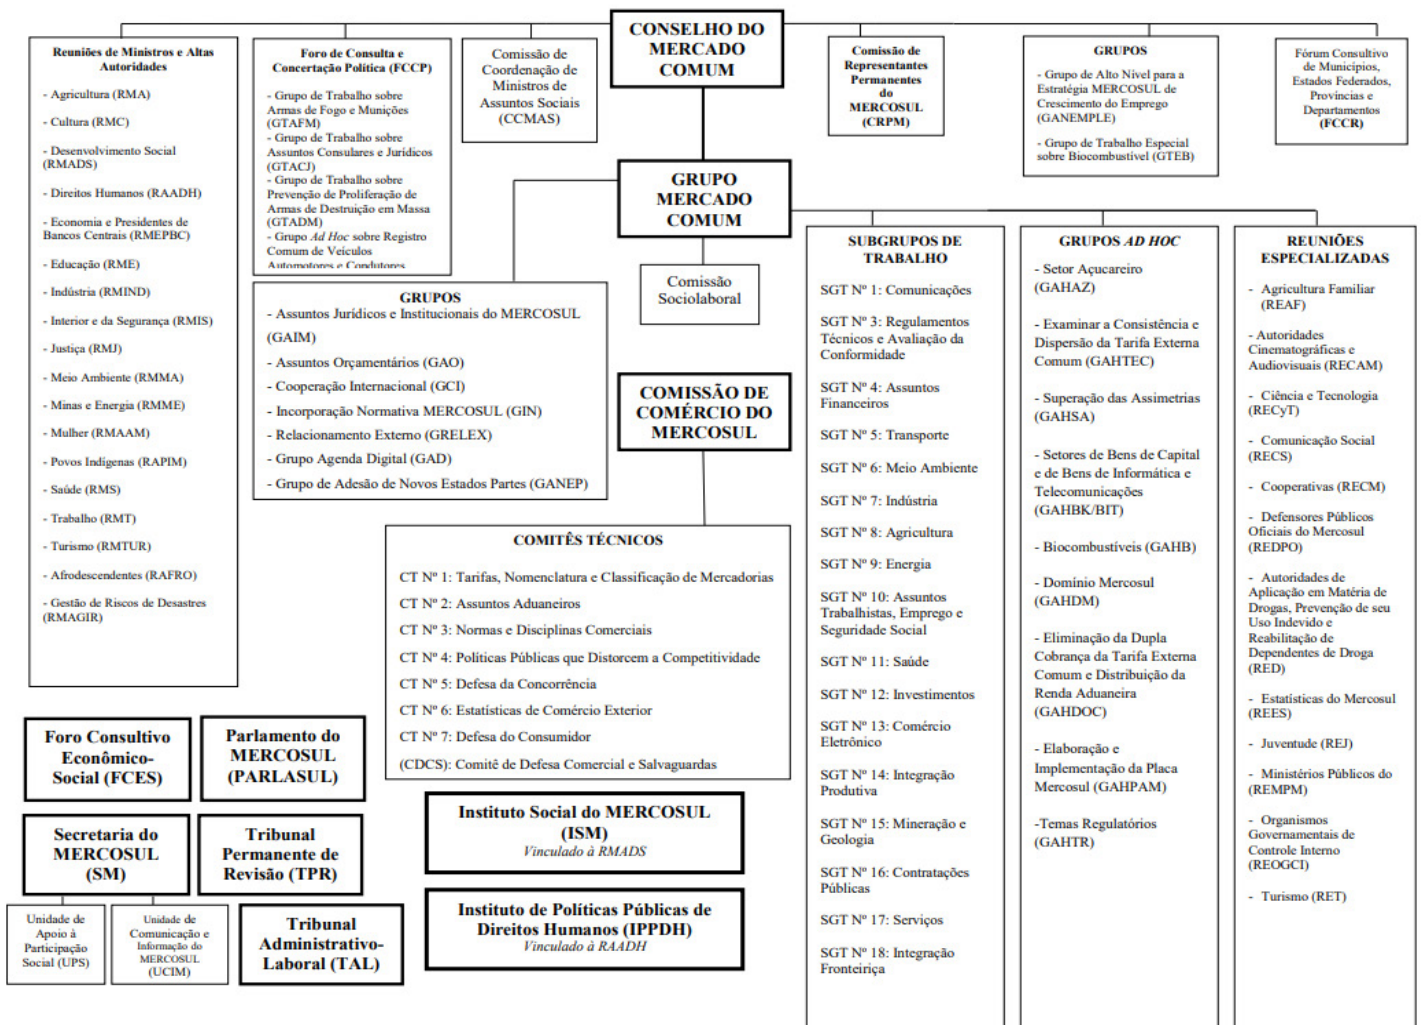 CONSELHO DO
MERCADO
COMUM
Reuniões de Ministros e Altas
Autoridades
- Agricultura (RMA)
- Cultura (RMC)
- Desenvolvimento Social
(RMADS)
- Direitos Humanos (RAADH)
- Economia e Presidentes de
Bancos Centrais (RMEPBC)
- Educação (RME)
- Indústria (RMIND)
- Interior e da Segurança (RMIS)
- Justiça (RMJ)
- Meio Ambiente (RMMA)
- Minas e Energia (RMME)
- Mulher (RMAAM)
- Povos Indígenas (RAPIM)
- Saúde (RMS)
- Trabalho (RMT)
- Turismo (RMTUR)
- Afrodescendentes (RAFRO)
- Gestão de Riscos de Desastres
(RMAGIR)
Foro de Consulta e
Concertação Política (FCCP)
- Grupo de Trabalho sobre
Armas de Fogo e Munições
(GTAFM)
- Grupo de Trabalho sobre
Assuntos Consulares e Jurídicos
(GTACJ)
- Grupo de Trabalho sobre
Prevenção de Proliferação de
Armas de Destruição em Massa
(GTADM)
- Grupo Ad Hoc sobre Registro
Comum de Veículos
Automotores e Condutores
Comissão de
Coordenação de
Ministros de
Assuntos Sociais
(CCMAS)
Comissão de
Representantes
Permanentes
do
MERCOSUL
(CRPM)
GRUPOS
- Grupo de Alto Nível para a
Estratégia MERCOSUL de
Crescimento do Emprego
(GANEMPLE)
- Grupo de Trabalho Especial
sobre Biocombustível (GTEB)
Fórum Consultivo
de Municípios,
Estados Federados,
Províncias e
Departamentos
(FCCR)
GRUPO
MERCADO
COMUM
Comissão
Sociolaboral
GRUPOS
- Assuntos Jurídicos e Institucionais do MERCOSUL
(GAIM)
- Assuntos Orçamentários (GAO)
- Cooperação Internacional (GCI)
- Incorporação Normativa MERCOSUL (GIN)
- Relacionamento Externo (GRELEX)
- Grupo Agenda Digital (GAD)
- Grupo de Adesão de Novos Estados Partes (GANEP)
SUBGRUPOS DE
TRABALHO
SGT Nº 1: Comunicações
SGT Nº 3: Regulamentos
Técnicos e Avaliação da
Conformidade
SGT Nº 4: Assuntos
Financeiros
SGT Nº 5: Transporte
SGT Nº 6: Meio Ambiente
SGT Nº 7: Indústria
SGT Nº 8: Agricultura
SGT Nº 9: Energia
SGT Nº 10: Assuntos
Trabalhistas, Emprego e
Seguridade Social
SGT Nº 11: Saúde
SGT Nº 12: Investimentos
SGT Nº 13: Comércio
Eletrônico
SGT Nº 14: Integração
Produtiva
SGT Nº 15: Mineração e
Geologia
SGT Nº 16: Contratações
Públicas
SGT Nº 17: Serviços
SGT Nº 18: Integração
Fronteiriça
GRUPOS AD HOC
- Setor Açucareiro
(GAHAZ)
- Examinar a Consistência e
Dispersão da Tarifa Externa
Comum (GAHTEC)
- Superação das Assimetrias
(GAHSA)
- Setores de Bens de Capital
e de Bens de Informática e
Telecomunicações
(GAHBK/BIT)
- Biocombustíveis (GAHB)
- Domínio Mercosul
(GAHDM)
- Eliminação da Dupla
Cobrança da Tarifa Externa
Comum e Distribuição da
Renda Aduaneira
(GAHDOC)
- Elaboração e
Implementação da Placa
Mercosul (GAHPAM)
-Temas Regulatórios
(GAHTR)
REUNIÕES
ESPECIALIZADAS
- Agricultura Familiar
(REAF)
- Autoridades
Cinematográficas e
Audiovisuais (RECAM)
- Ciência e Tecnologia
(RECyT)
- Comunicação Social
(RECS)
- Cooperativas (RECM)
- Defensores Públicos
Oficiais do Mercosul
(REDPO)
- Autoridades de
Aplicação em Matéria de
Drogas, Prevenção de seu
Uso Indevido e
Reabilitação de
Dependentes de Droga
(RED)
- Estatísticas do Mercosul
(REES)
- Juventude (REJ)
- Ministérios Públicos do
(REMPM)
- Organismos
Governamentais de
Controle Interno
(REOGCI)
- Turismo (RET)
COMISSÃO DE
COMÉRCIO DO
MERCOSUL
COMITÊS TÉCNICOS
CT Nº 1: Tarifas, Nomenclatura e Classificação de Mercadorias
CT Nº 2: Assuntos Aduaneiros
CT Nº 3: Normas e Disciplinas Comerciais
CT Nº 4: Políticas Públicas que Distorcem a Competitividade
CT Nº 5: Defesa da Concorrência
CT Nº 6: Estatísticas de Comércio Exterior
CT Nº 7: Defesa do Consumidor
(CDCS): Comitê de Defesa Comercial e Salvaguardas
Foro Consultivo
Econômico-
Social (FCES)
Parlamento do
MERCOSUL
(PARLASUL)
Secretaria do
MERCOSUL
(SM)
Tribunal
Permanente de
Revisão (TPR)
Unidade de
Apoio à
Participação
Social (UPS)
Unidade de
Comunicação e
Informação do
MERCOSUL
(UCIM)
Tribunal
Administrativo-
Laboral (TAL)
Instituto Social do MERCOSUL
(ISM)
Vinculado à RMADS
Instituto de Políticas Públicas de
Direitos Humanos (IPPDH)
Vinculado à RAADH